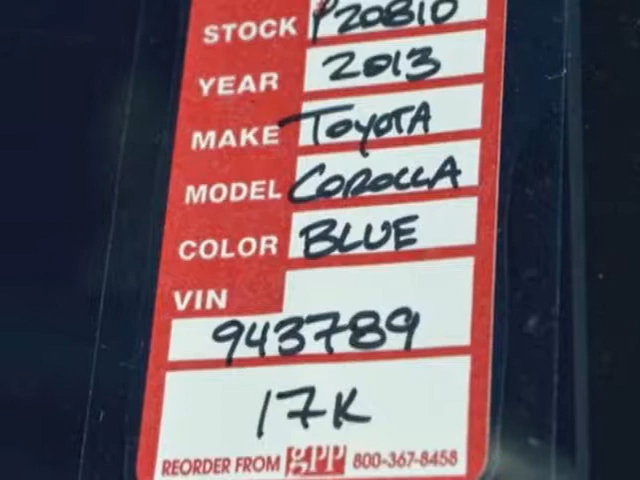 STOCK P20810
YEAR 2013
MAKE TOYOTA
MODEL COROLLA
COLOR BLUE
VIN
943789
17K
REORDER FROM gpp 800-367-8458